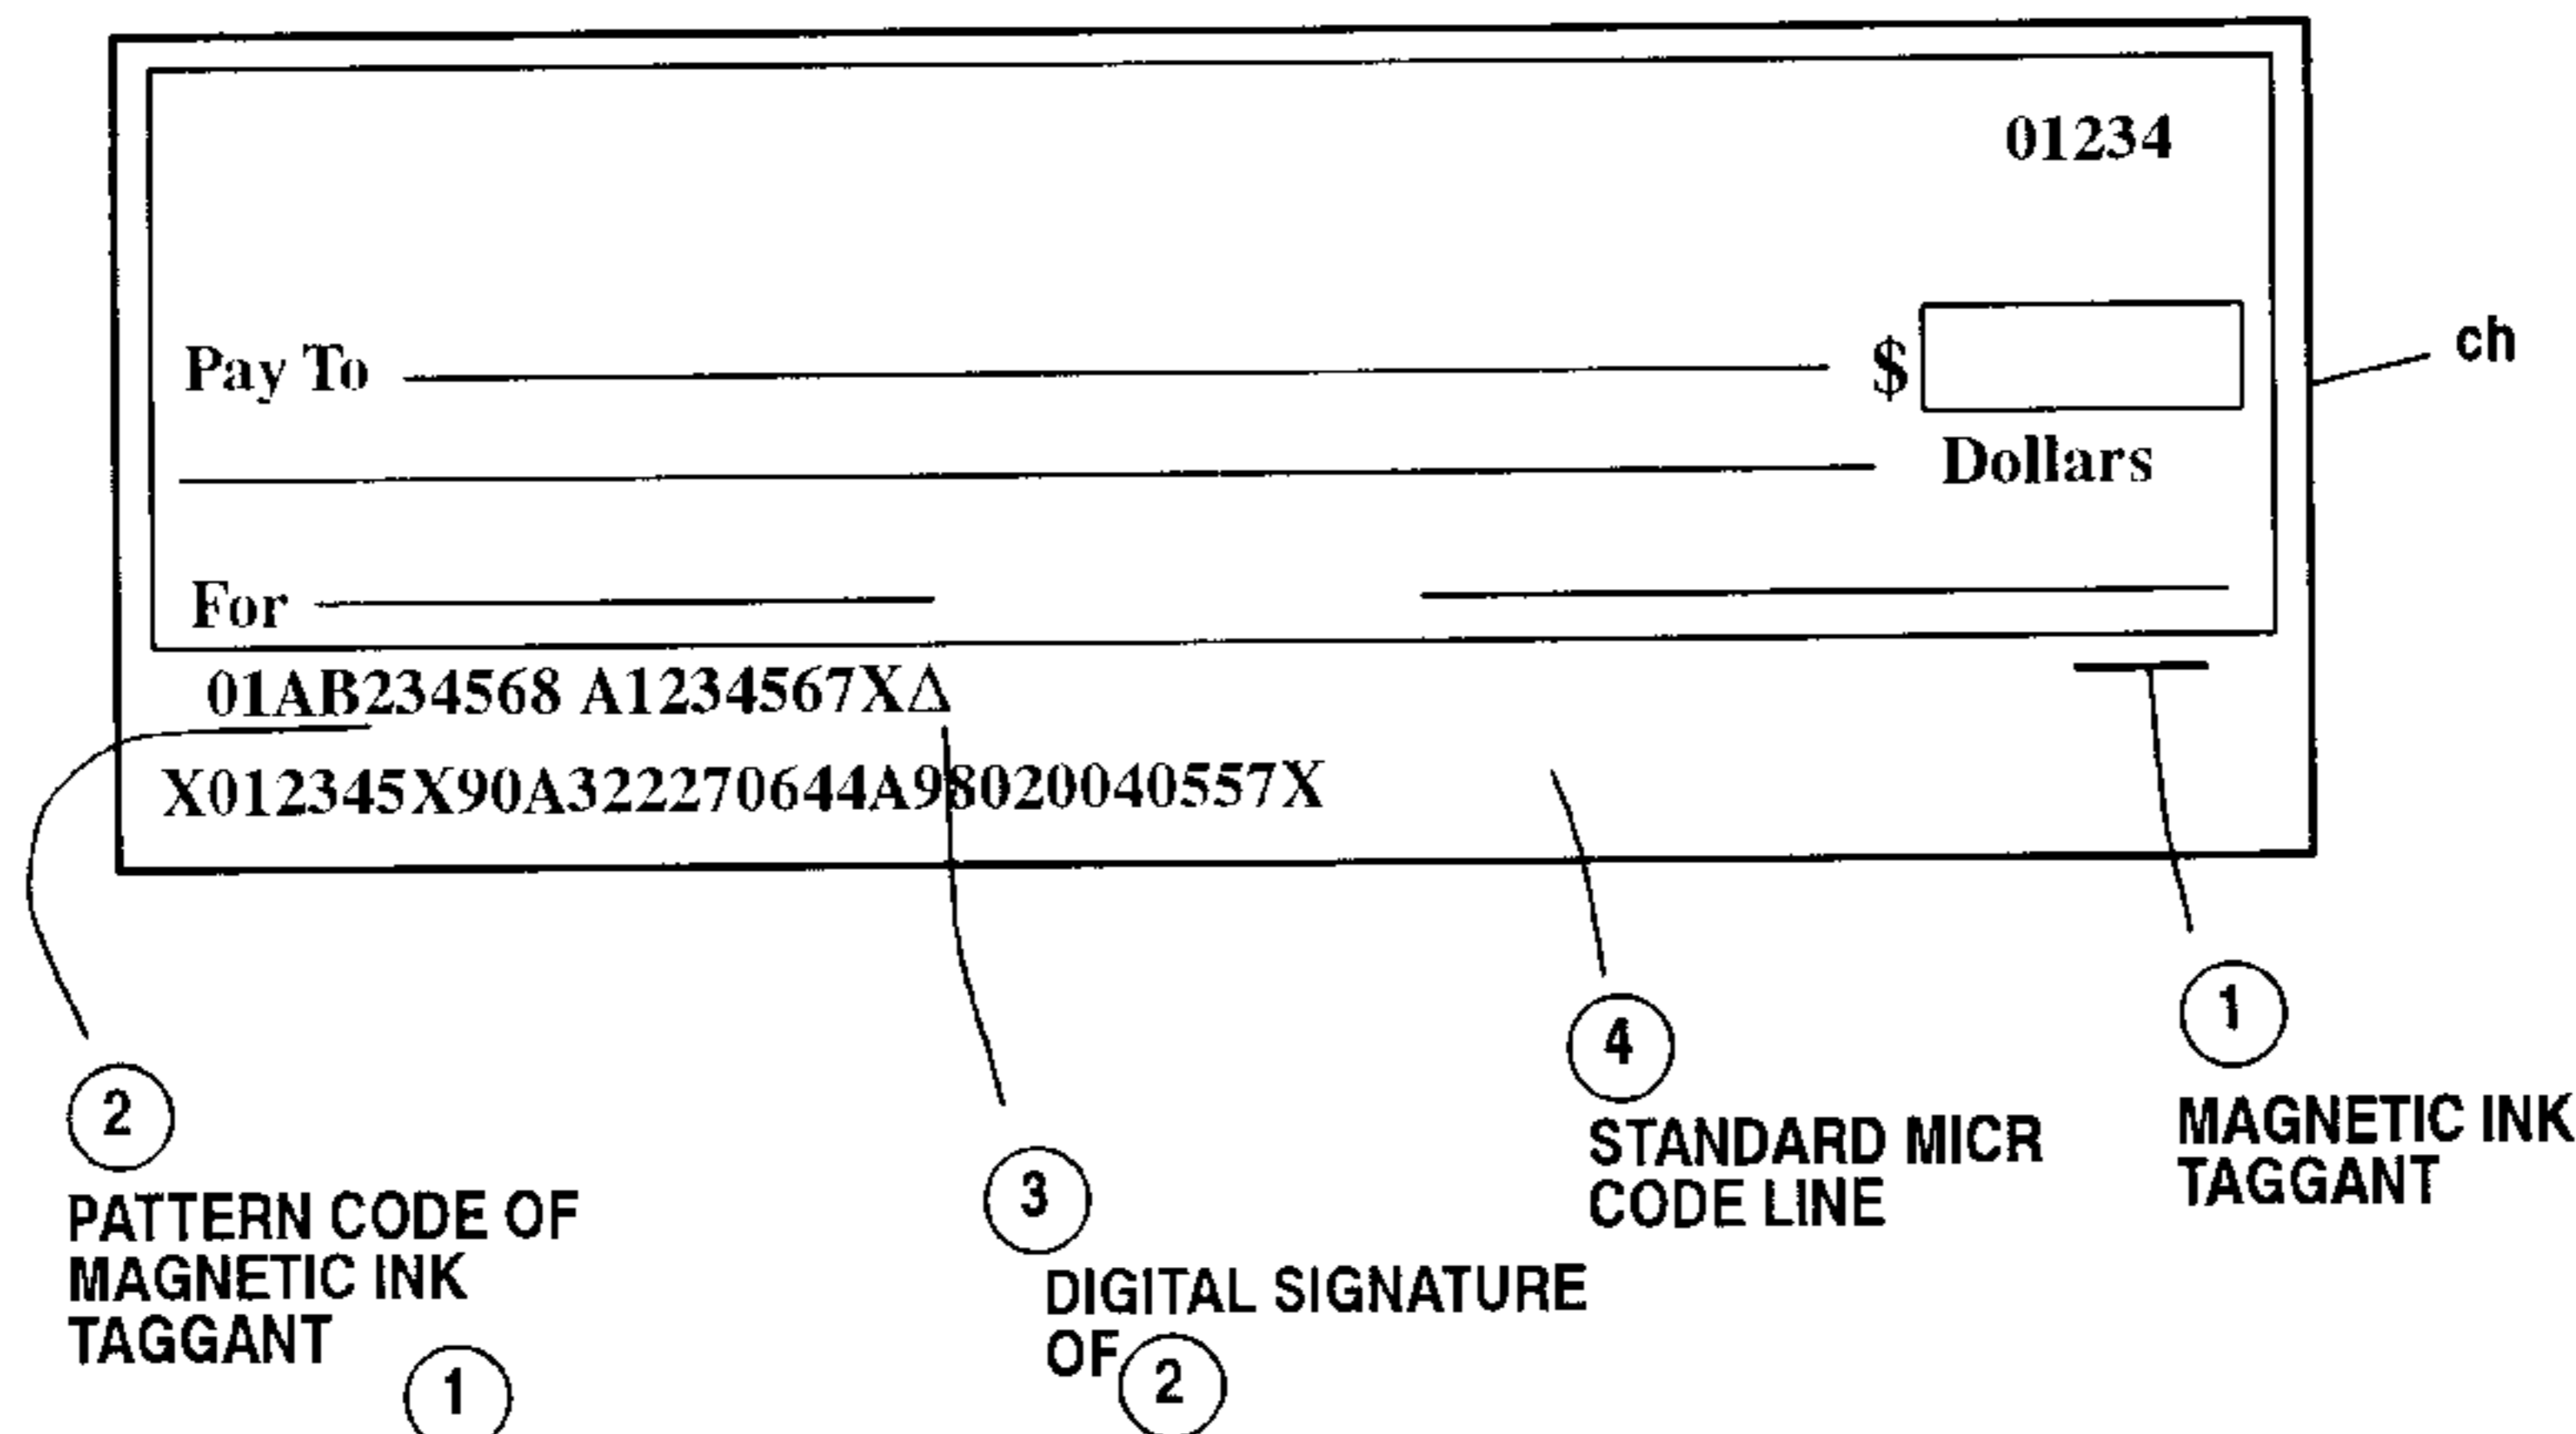 01234
Pay To $
ch
Dollars
For
01AB234568 A1234567XΔ
X012345X90A322270644A98020040557X
1
MAGNETIC INK
TAGGANT
4
STANDARD MICR
CODE LINE
2
PATTERN CODE OF
MAGNETIC INK
TAGGANT
1
3
DIGITAL SIGNATURE
OF 2